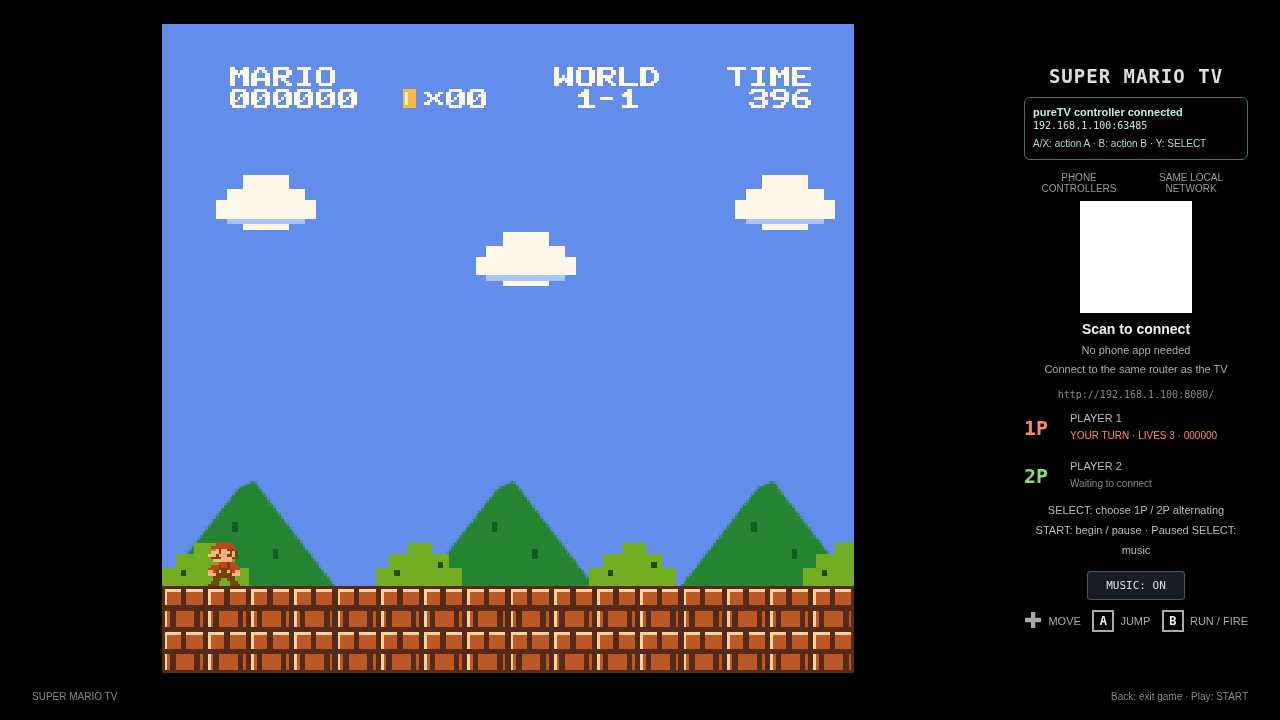 MARIO
WORLD
TIME
000000
×00
1-1
396
SUPER MARIO TV
pureTV controller connected
192.168.1.100:63485
A/X: action A · B: action B · Y: SELECT
PHONE CONTROLLERS
SAME LOCAL NETWORK
Scan to connect
No phone app needed
Connect to the same router as the TV
http://192.168.1.100:8080/
1P
PLAYER 1
YOUR TURN · LIVES 3 · 000000
2P
PLAYER 2
Waiting to connect
SELECT: choose 1P / 2P alternating
START: begin / pause · Paused SELECT:
music
MUSIC: ON
MOVE
A
JUMP
B
RUN / FIRE
SUPER MARIO TV
Back: exit game · Play: START